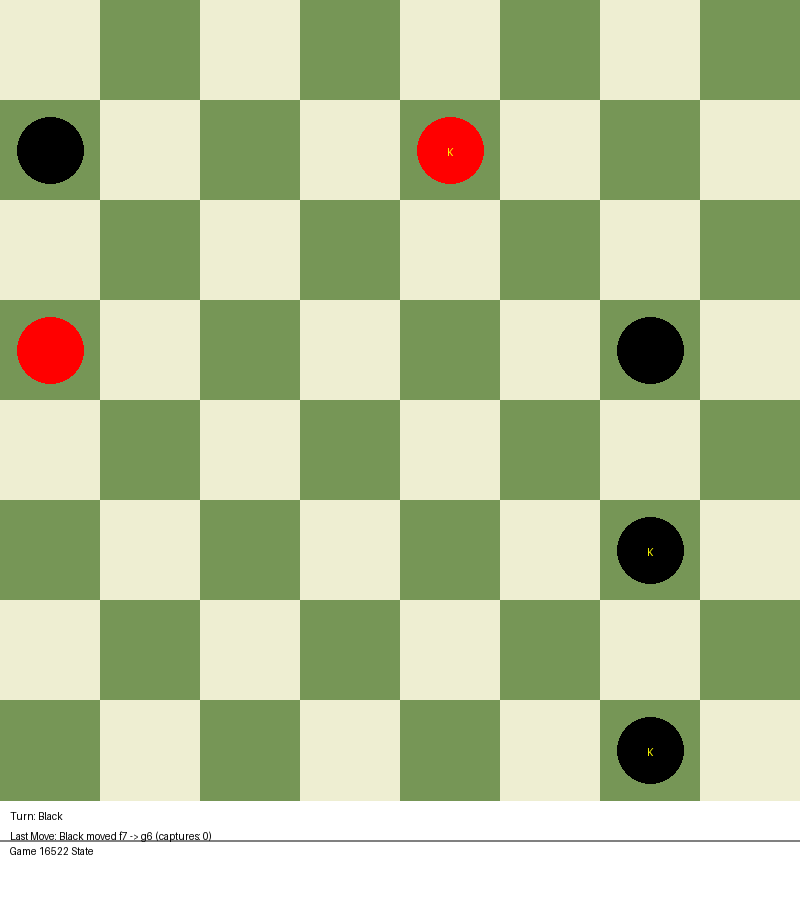 K
K
K
Turn: Black
Last Move: Black moved f7 -> g6 (captures: 0)
Game 16522 State